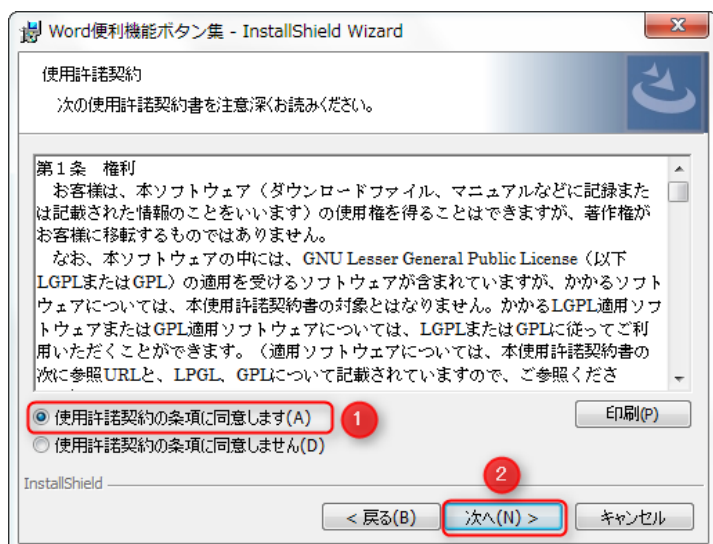 Word便利機能ボタン集 - InstallShield Wizard
使用許諾契約
次の使用許諾契約書を注意深くお読みください。
第1条 権利
お客様は、本ソフトウェア（ダウンロードファイル、マニュアルなどに記録また
は記載された情報のことをいいます）の使用権を得ることはできますが、著作権が
お客様に移転するものではありません。
なお、本ソフトウェアの中には、GNU Lesser General Public License（以下
LGPLまたはGPL）の適用を受けるソフトウェアが含まれていますが、かかるソフト
ウェアについては、本使用許諾契約書の対象とはなりません。かかるLGPL適用ソフ
トウェアまたはGPL適用ソフトウェアについては、LGPLまたはGPLに従ってご利
用いただくことができます。（適用ソフトウェアについては、本使用許諾契約書の
次に参照URLと、LPGL、GPLについて記載されていますので、ご参照くださ
使用許諾契約の条項に同意します(A)
1
印刷(P)
使用許諾契約の条項に同意しません(D)
2
InstallShield
< 戻る(B)
次へ(N) >
キャンセル